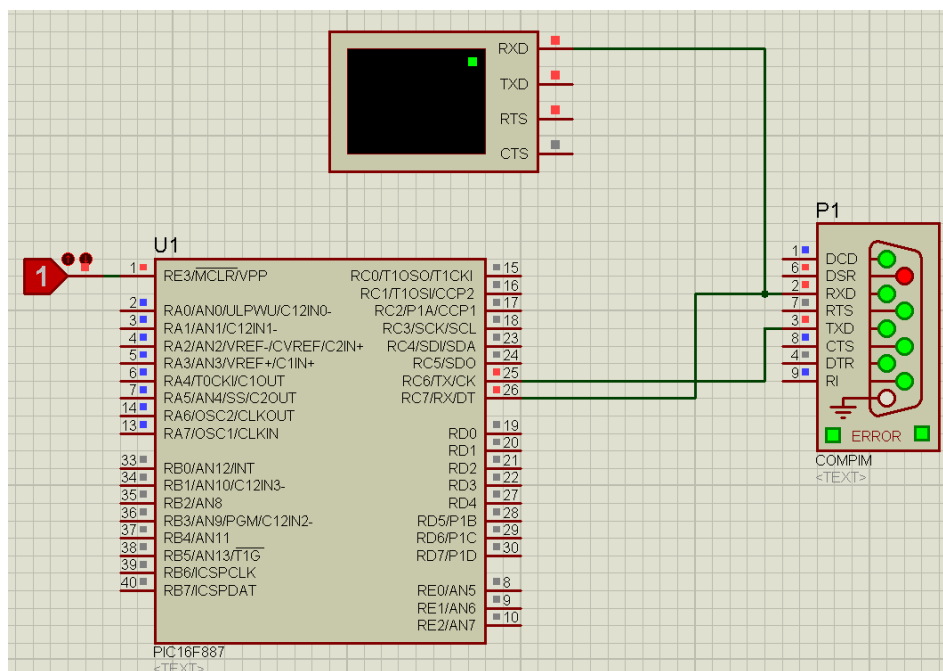 RXD
TXD
RTS
CTS
P1
1 DCD
6 DSR
2 RXD
7 RTS
3 TXD
8 CTS
4 DTR
9 RI
ERROR
COMPIM
<TEXT>
U1
1
1 RE3/MCLR/VPP
2 RA0/AN0/ULPWU/C12IN0-
3 RA1/AN1/C12IN1-
4 RA2/AN2/VREF-/CVREF/C2IN+
5 RA3/AN3/VREF+/C1IN+
6 RA4/T0CKI/C1OUT
7 RA5/AN4/SS/C2OUT
14 RA6/OSC2/CLKOUT
13 RA7/OSC1/CLKIN
33 RB0/AN12/INT
34 RB1/AN10/C12IN3-
35 RB2/AN8
36 RB3/AN9/PGM/C12IN2-
37 RB4/AN11
38 RB5/AN13/T1G
39 RB6/ICSPCLK
40 RB7/ICSPDAT
RC0/T1OSO/T1CKI 15
RC1/T1OSI/CCP2 16
RC2/P1A/CCP1 17
RC3/SCK/SCL 18
RC4/SDI/SDA 23
RC5/SDO 24
RC6/TX/CK 25
RC7/RX/DT 26
RD0 19
RD1 20
RD2 21
RD3 22
RD4 27
RD5/P1B 28
RD6/P1C 29
RD7/P1D 30
RE0/AN5 8
RE1/AN6 9
RE2/AN7 10
PIC16F887
<TEXT>